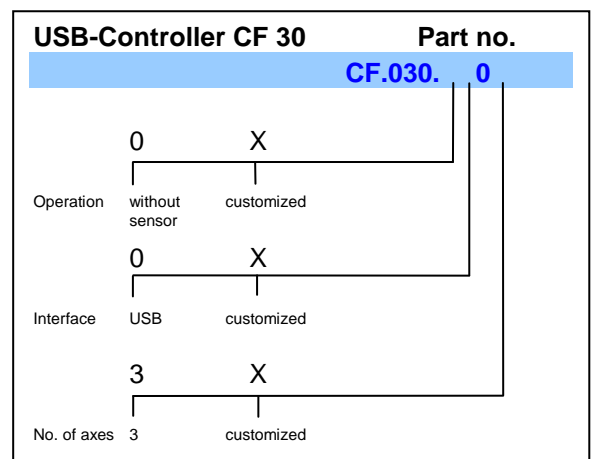 USB-Controller CF 30 Part no.
CF.030. 0
0 X
Operation without sensor customized
0 X
Interface USB customized
3 X
No. of axes 3 customized